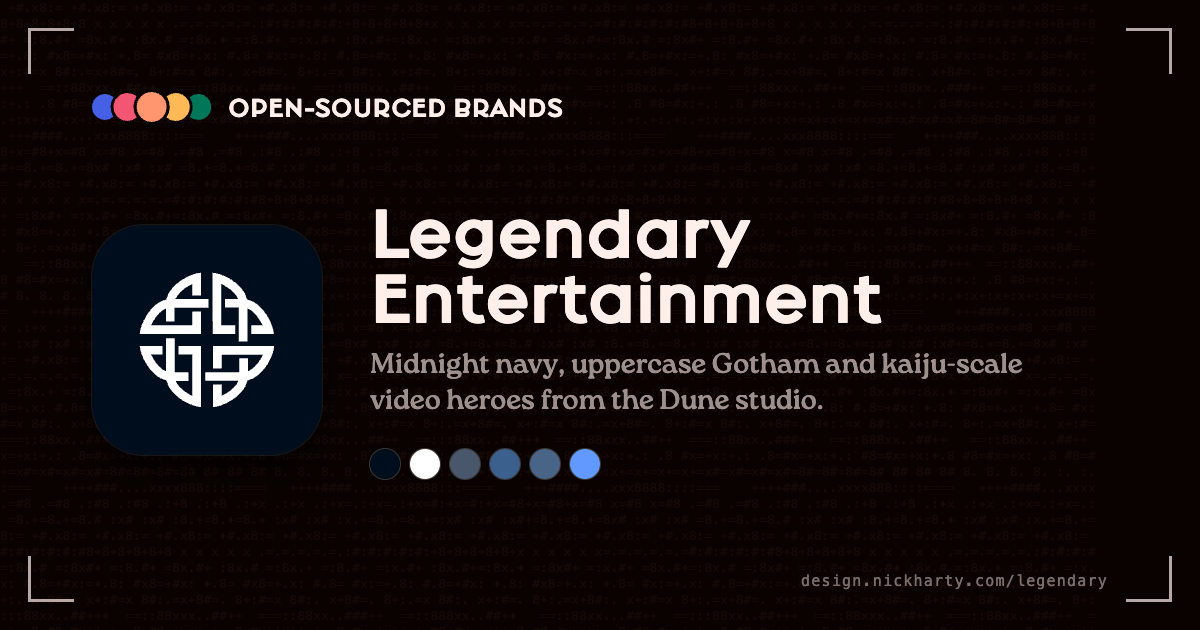 OPEN-SOURCED BRANDS
Legendary
Entertainment
Midnight navy, uppercase Gotham and kaiju-scale
video heroes from the Dune studio.
design.nickharty.com/legendary